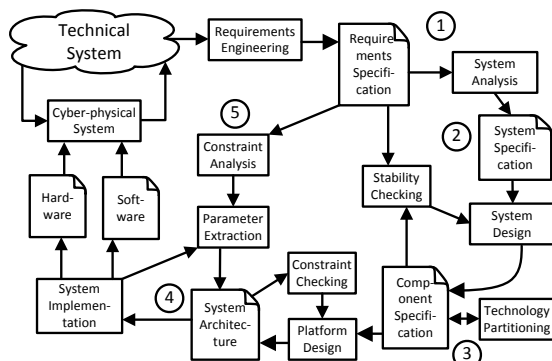 Technical
System
Requirements
Engineering
Require-
ments
Specifi-
cation
1
System
Analysis
Cyber-physical
System
5
Constraint
Analysis
2
System
Specifi-
cation
Stability
Checking
Hard-
ware
Soft-
ware
Parameter
Extraction
System
Design
Constraint
Checking
System
Implemen-
tation
4
System
Architec-
ture
Platform
Design
Compo-
nent
Specifi-
cation
Technology
Partitioning
3